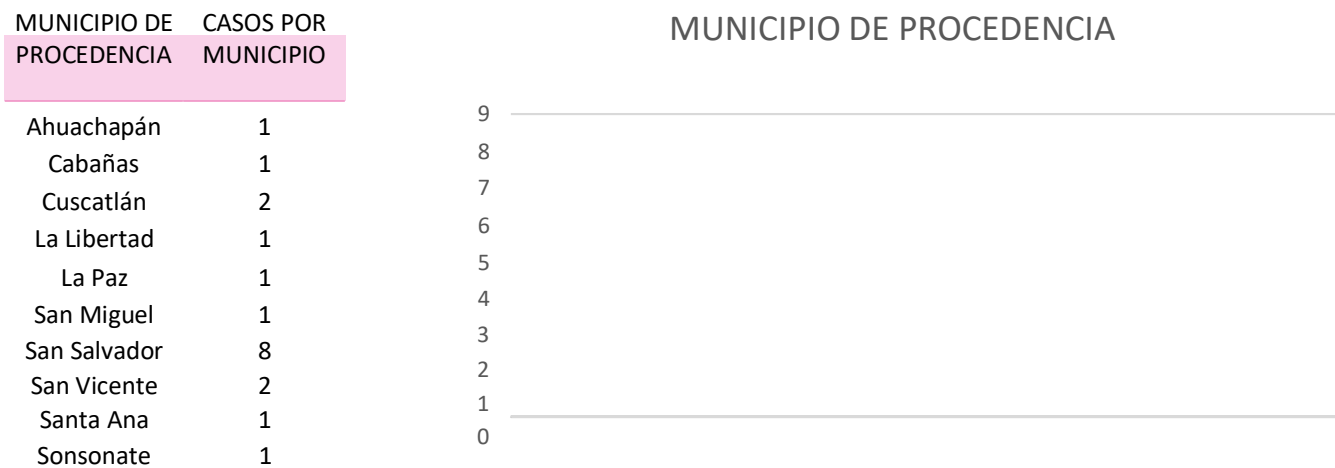 MUNICIPIO DE PROCEDENCIA CASOS POR MUNICIPIO
Ahuachapán 1
Cabañas 1
Cuscatlán 2
La Libertad 1
La Paz 1
San Miguel 1
San Salvador 8
San Vicente 2
Santa Ana 1
Sonsonate 1
MUNICIPIO DE PROCEDENCIA
9
8
7
6
5
4
3
2
1
0